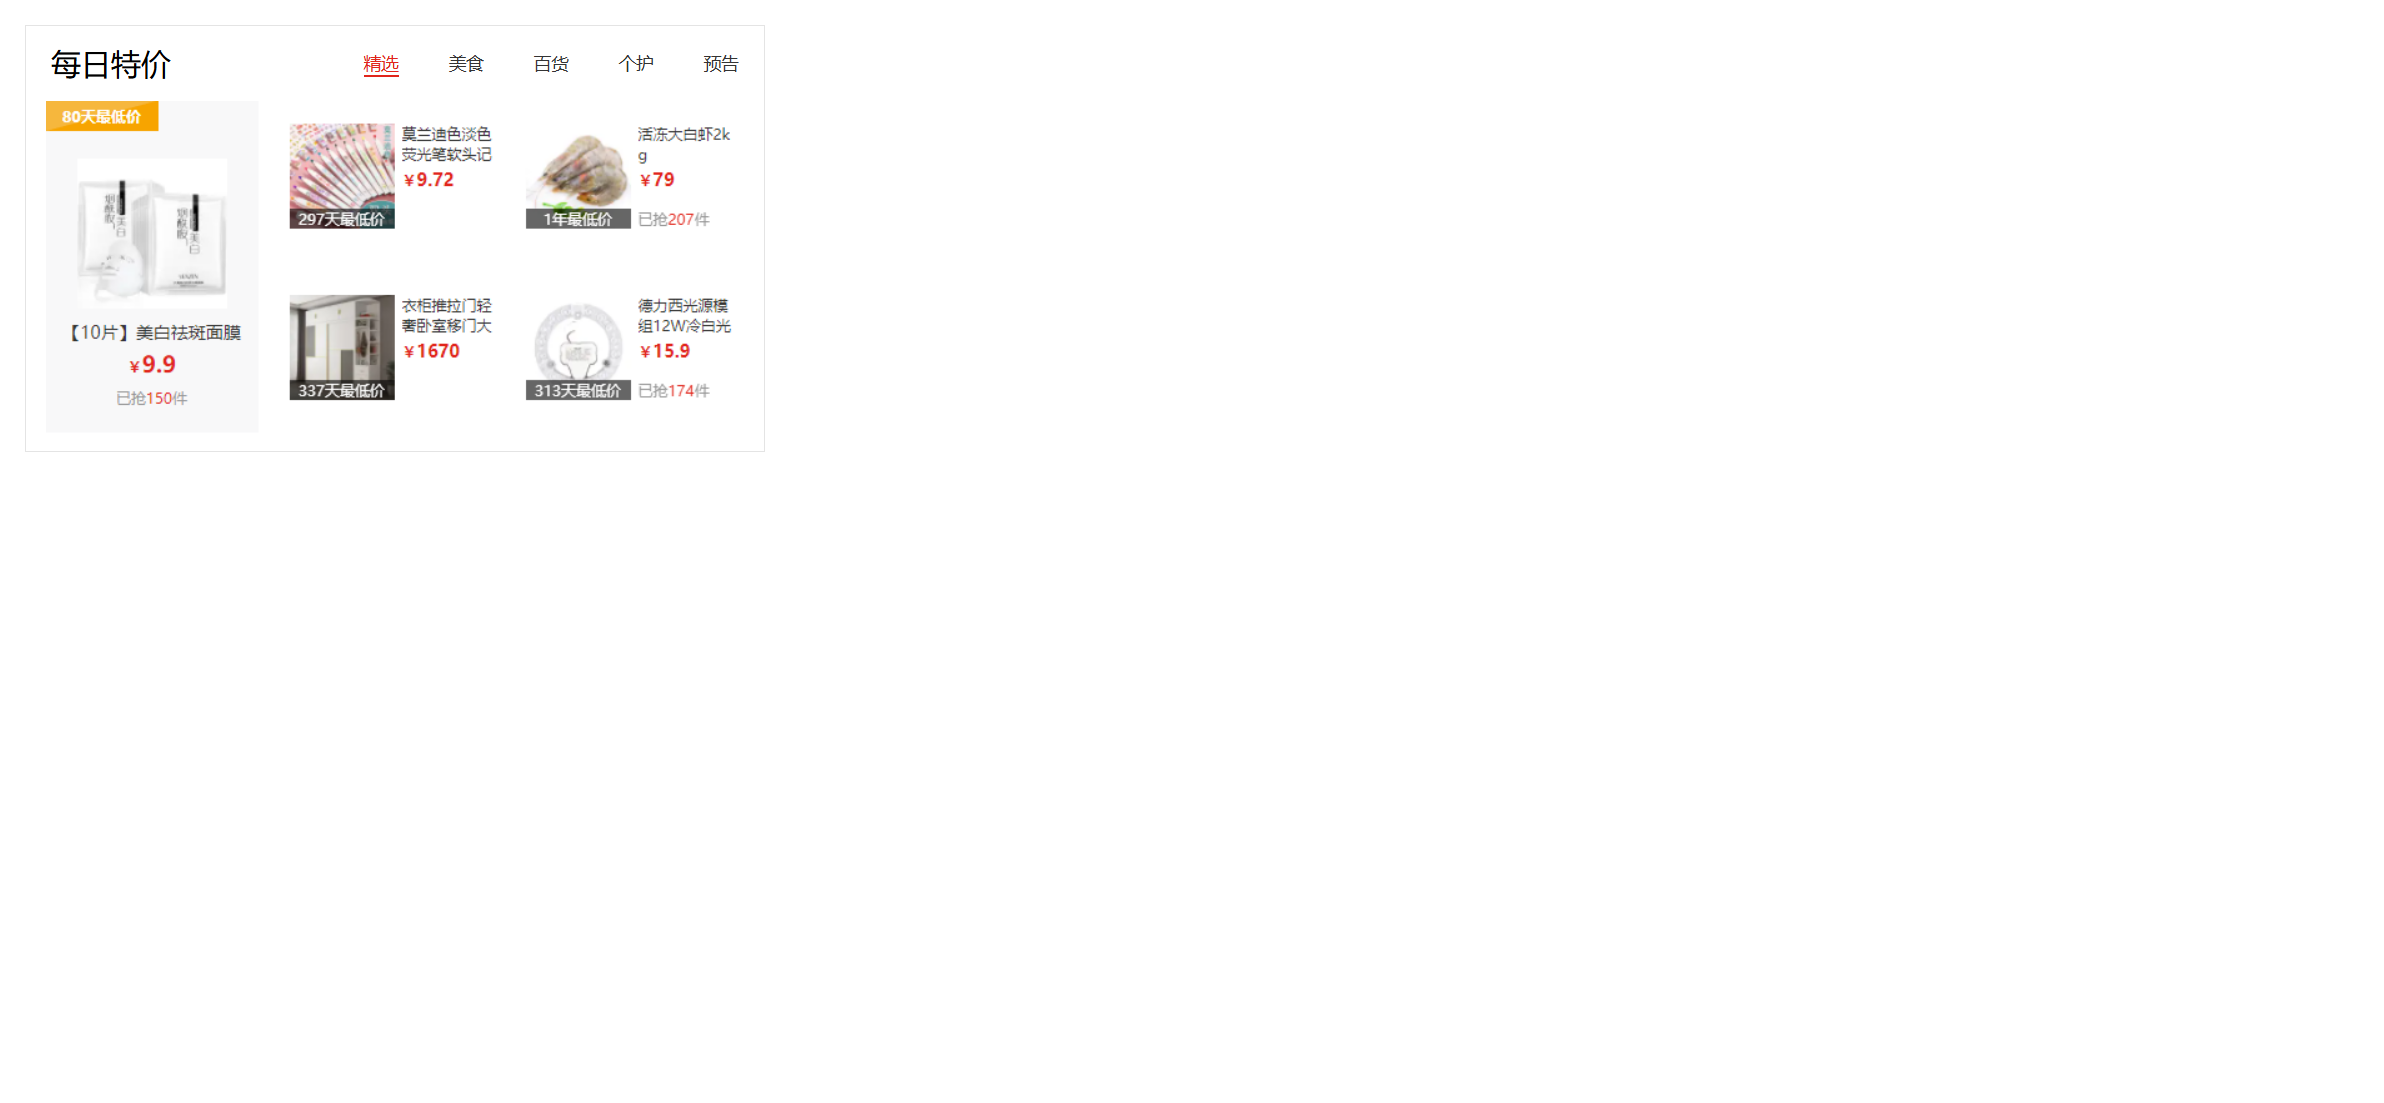 每日特价
精选 美食 百货 个护 预告
80天最低价
【10片】美白祛斑面膜
¥9.9
已抢150件
莫兰迪色淡色
荧光笔软头记
¥9.72
297天最低价
活冻大白虾2k
g
¥79
已抢207件
1年最低价
衣柜推拉门轻
奢卧室移门大
¥1670
337天最低价
德力西光源模
组12W冷白光
¥15.9
已抢174件
313天最低价